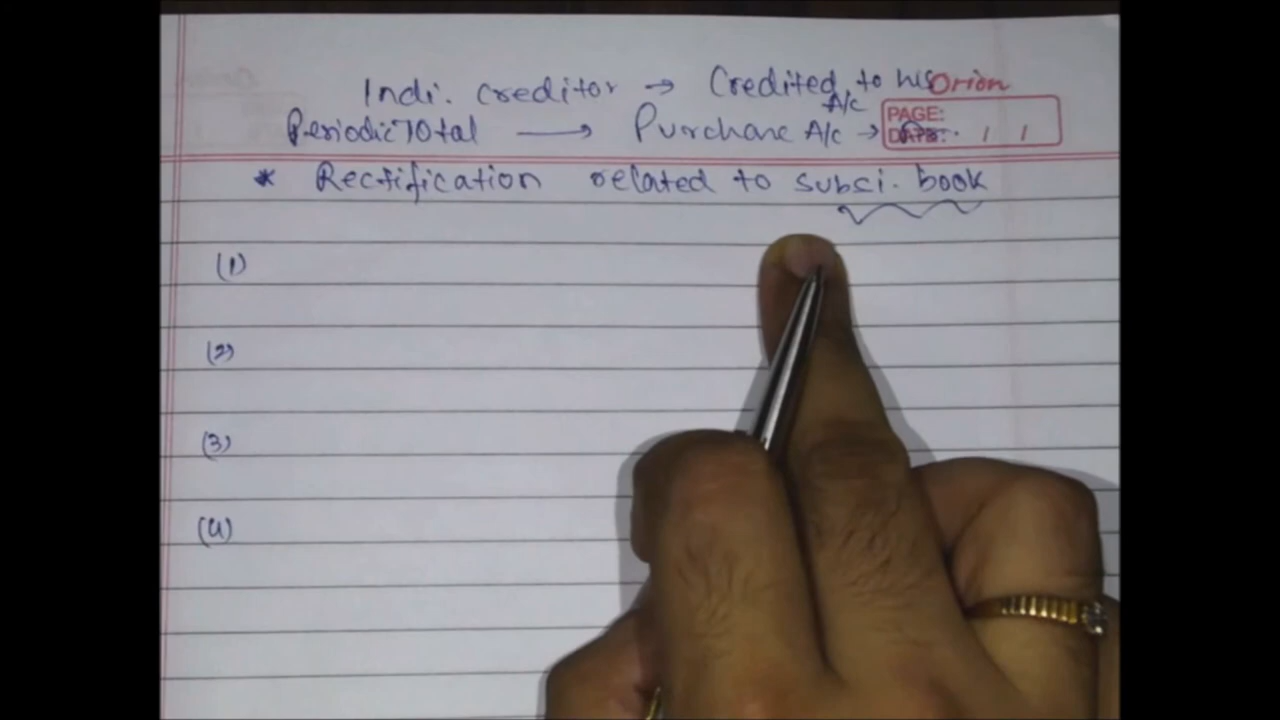 Indi. creditor → Credited to his Orion
A/c
Periodic Total → Purchase A/c → PAGE:
DATE: / /
* Rectification related to subsi. book
(1)
(2)
(3)
(4)